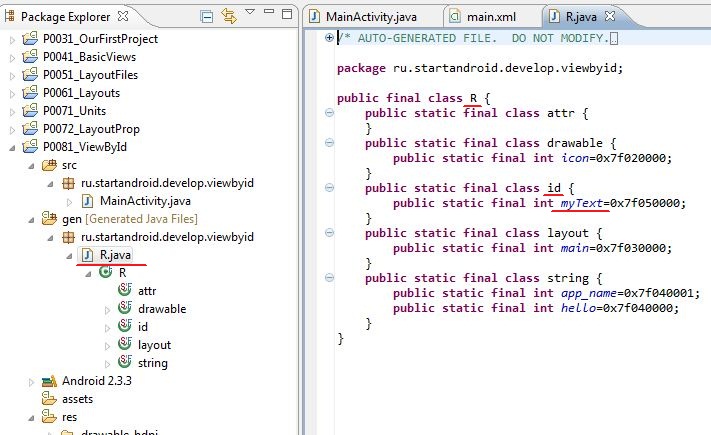 Package Explorer
P0031_OurFirstProject
P0041_BasicViews
P0051_LayoutFiles
P0061_Layouts
P0071_Units
P0072_LayoutProp
P0081_ViewById
src
ru.startandroid.develop.viewbyid
MainActivity.java
gen [Generated Java Files]
ru.startandroid.develop.viewbyid
R.java
R
attr
drawable
id
layout
string
Android 2.3.3
assets
res
drawable-hdpi
MainActivity.java
main.xml
R.java
/* AUTO-GENERATED FILE.  DO NOT MODIFY.
package ru.startandroid.develop.viewbyid;
public final class R {
public static final class attr {
}
public static final class drawable {
public static final int icon=0x7f020000;
}
public static final class id {
public static final int myText=0x7f050000;
}
public static final class layout {
public static final int main=0x7f030000;
}
public static final class string {
public static final int app_name=0x7f040001;
public static final int hello=0x7f040000;
}
}